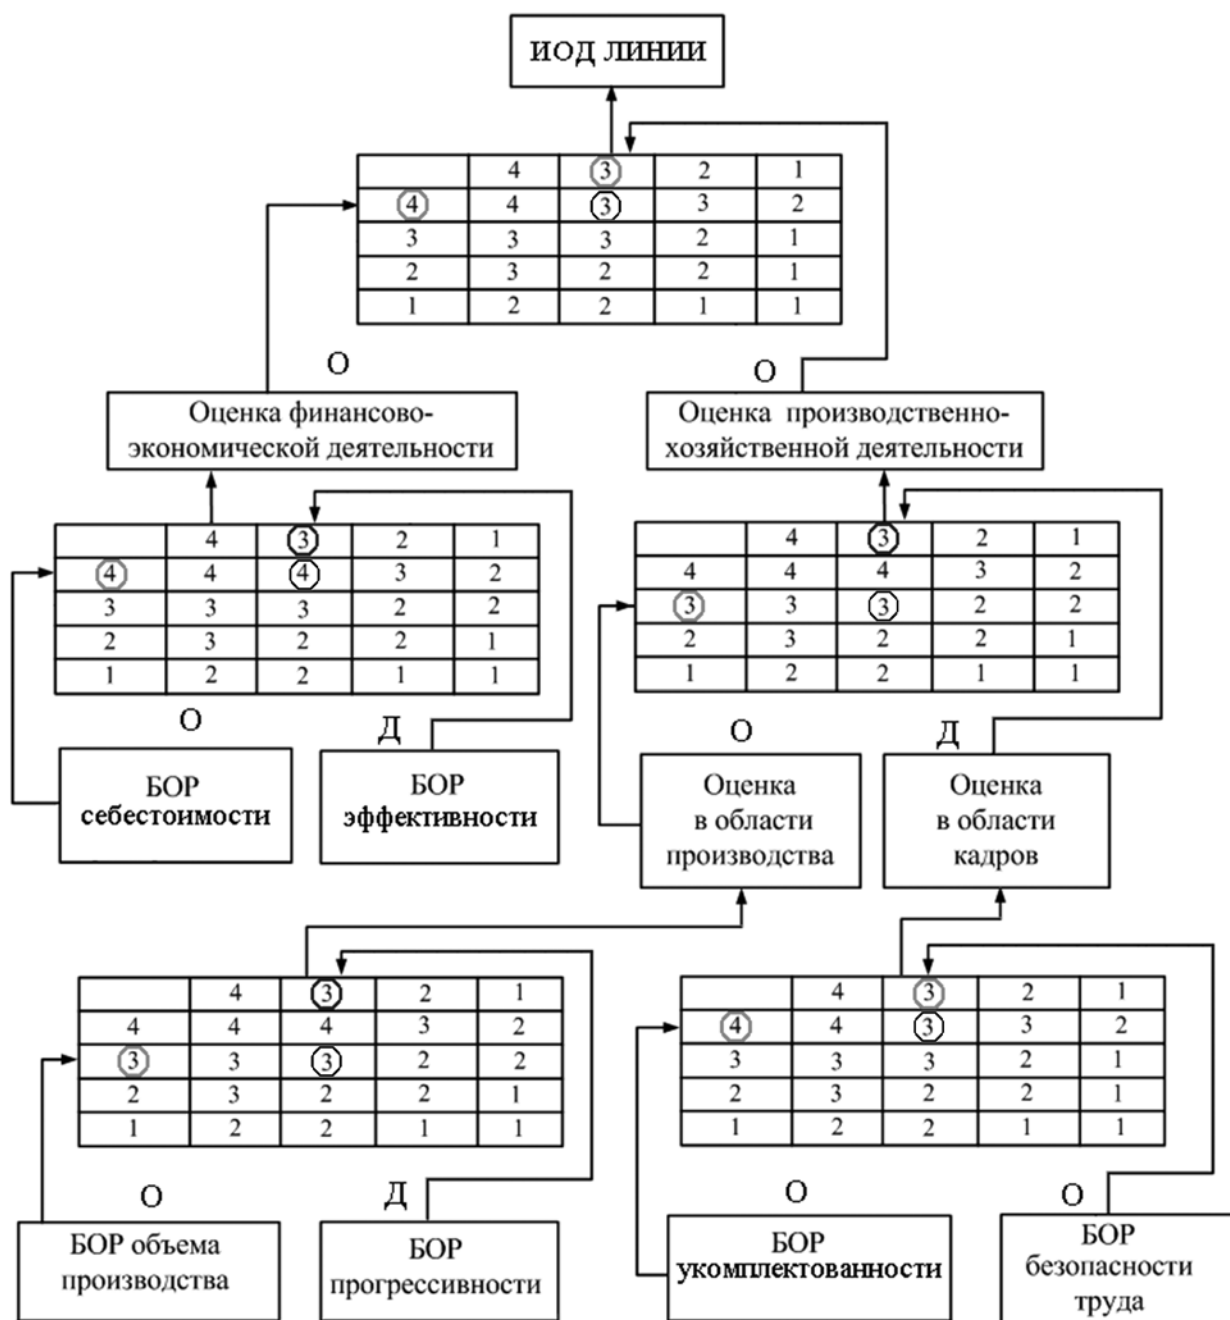 ИОД ЛИНИИ
4 3 2 1
4 4 3 3 2
3 3 3 2 1
2 3 2 2 1
1 2 2 1 1
О
О
Оценка финансово-
экономической деятельности
Оценка производственно-
хозяйственной деятельности
4 3 2 1
4 4 4 3 2
3 3 3 2 2
2 3 2 2 1
1 2 2 1 1
4 3 2 1
4 4 4 3 2
3 3 3 2 2
2 3 2 2 1
1 2 2 1 1
О
Д
О
Д
БОР
себестоимости
БОР
эффективности
Оценка
в области
производства
Оценка
в области
кадров
4 3 2 1
4 4 4 3 2
3 3 3 2 2
2 3 2 2 1
1 2 2 1 1
4 3 2 1
4 4 3 3 2
3 3 3 2 1
2 3 2 2 1
1 2 2 1 1
О
Д
О
О
БОР объема
производства
БОР
прогрессивности
БОР
укомплектованности
БОР
безопасности
труда